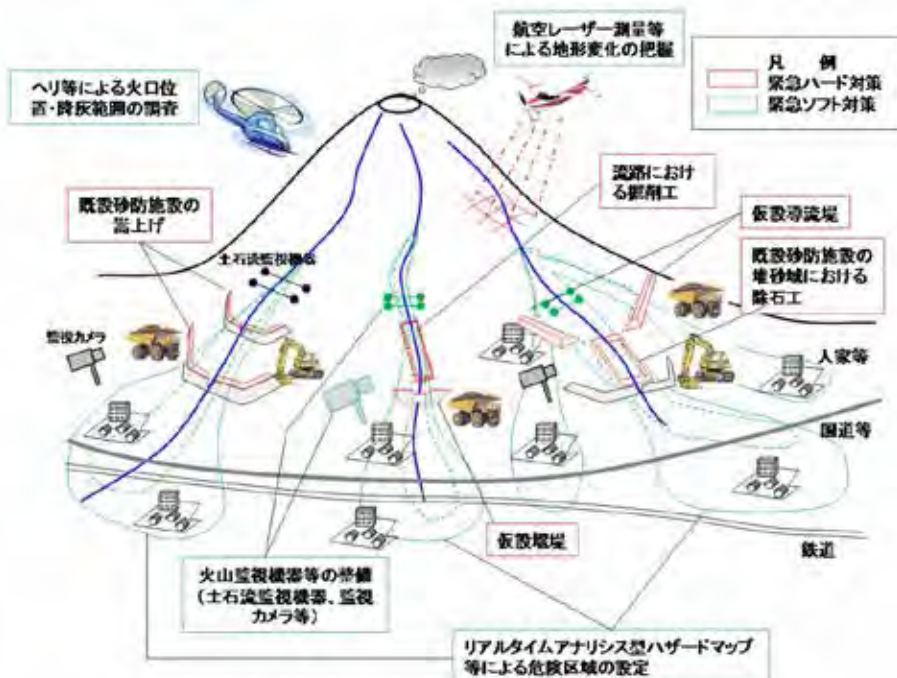 航空レーザー測量等
による地形変化の把握
凡 例
緊急ハード対策
緊急ソフト対策
ヘリ等による火口位
置・降灰範囲の調査
流路におけ
る掘削工
既設砂防施設の
嵩上げ
仮設導流堤
土石流監視機器
既設砂防施設の
堆砂域における
除石工
監視カメラ
人家等
国道等
仮設堰堤
鉄道
火山監視機器等の整備
(土石流監視機器、監視
カメラ等)
リアルタイムアナリシス型ハザードマップ
等による危険区域の設定